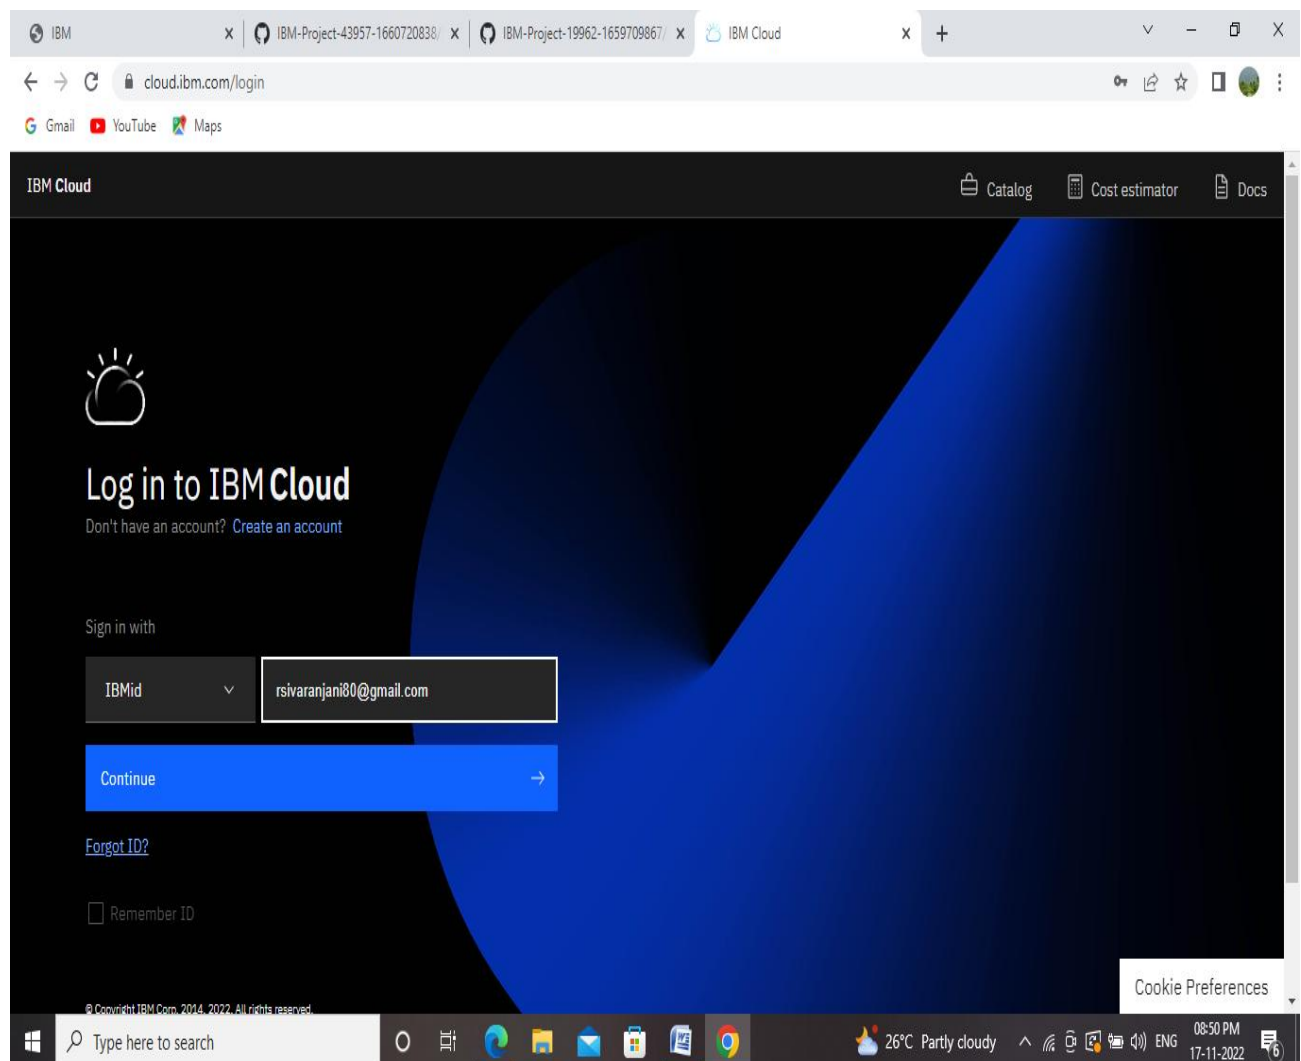 IBM
IBM-Project-43957-1660720838/
IBM-Project-19962-1659709867/
IBM Cloud
cloud.ibm.com/login
Gmail YouTube Maps
IBM Cloud
Catalog Cost estimator Docs
Log in to IBM Cloud
Don't have an account? Create an account
Sign in with
IBMid rsivaranjani80@gmail.com
Continue
Forgot ID?
Remember ID
Cookie Preferences
© Copyright IBM Corp. 2014, 2022. All rights reserved.
Type here to search
26°C Partly cloudy
ENG
08:50 PM
17-11-2022
6